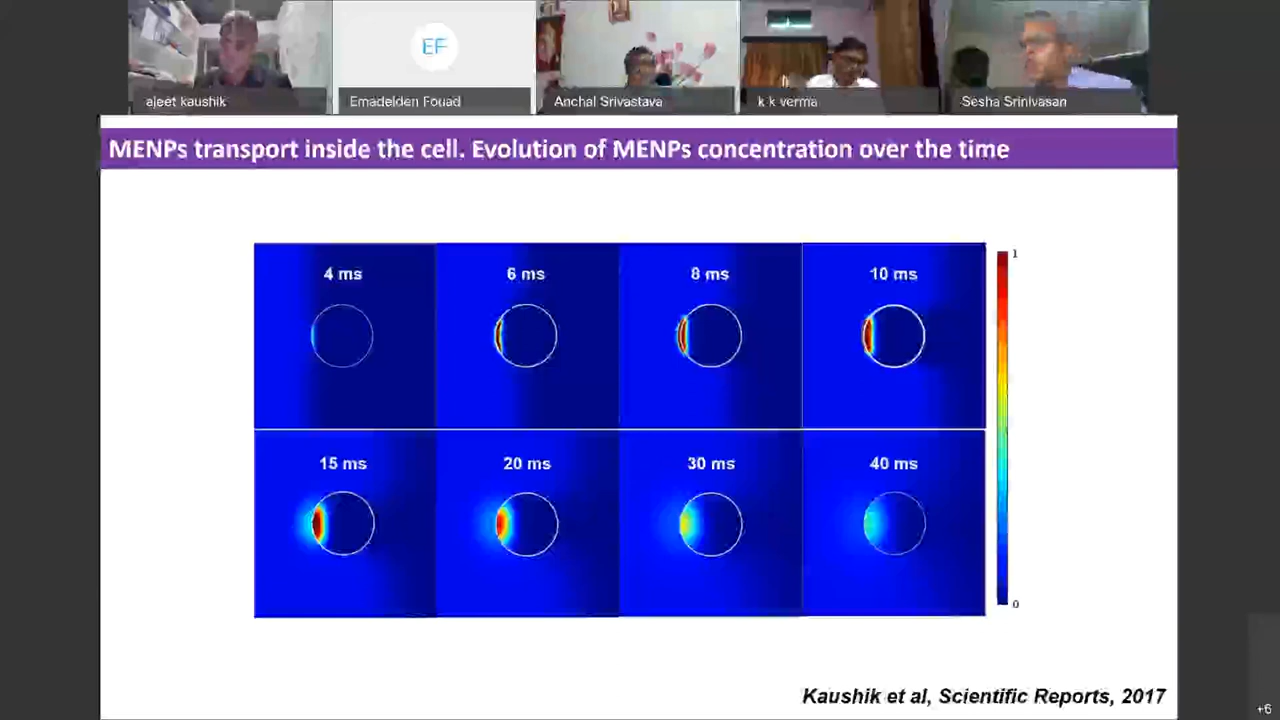 EF
ajeet kaushik
Emadelden Fouad
Anchal Srivastava
k k verma
Sesha Srinivasan
MENPs transport inside the cell. Evolution of MENPs concentration over the time
4 ms
6 ms
8 ms
10 ms
1
15 ms
20 ms
30 ms
40 ms
0
Kaushik et al, Scientific Reports, 2017
+6